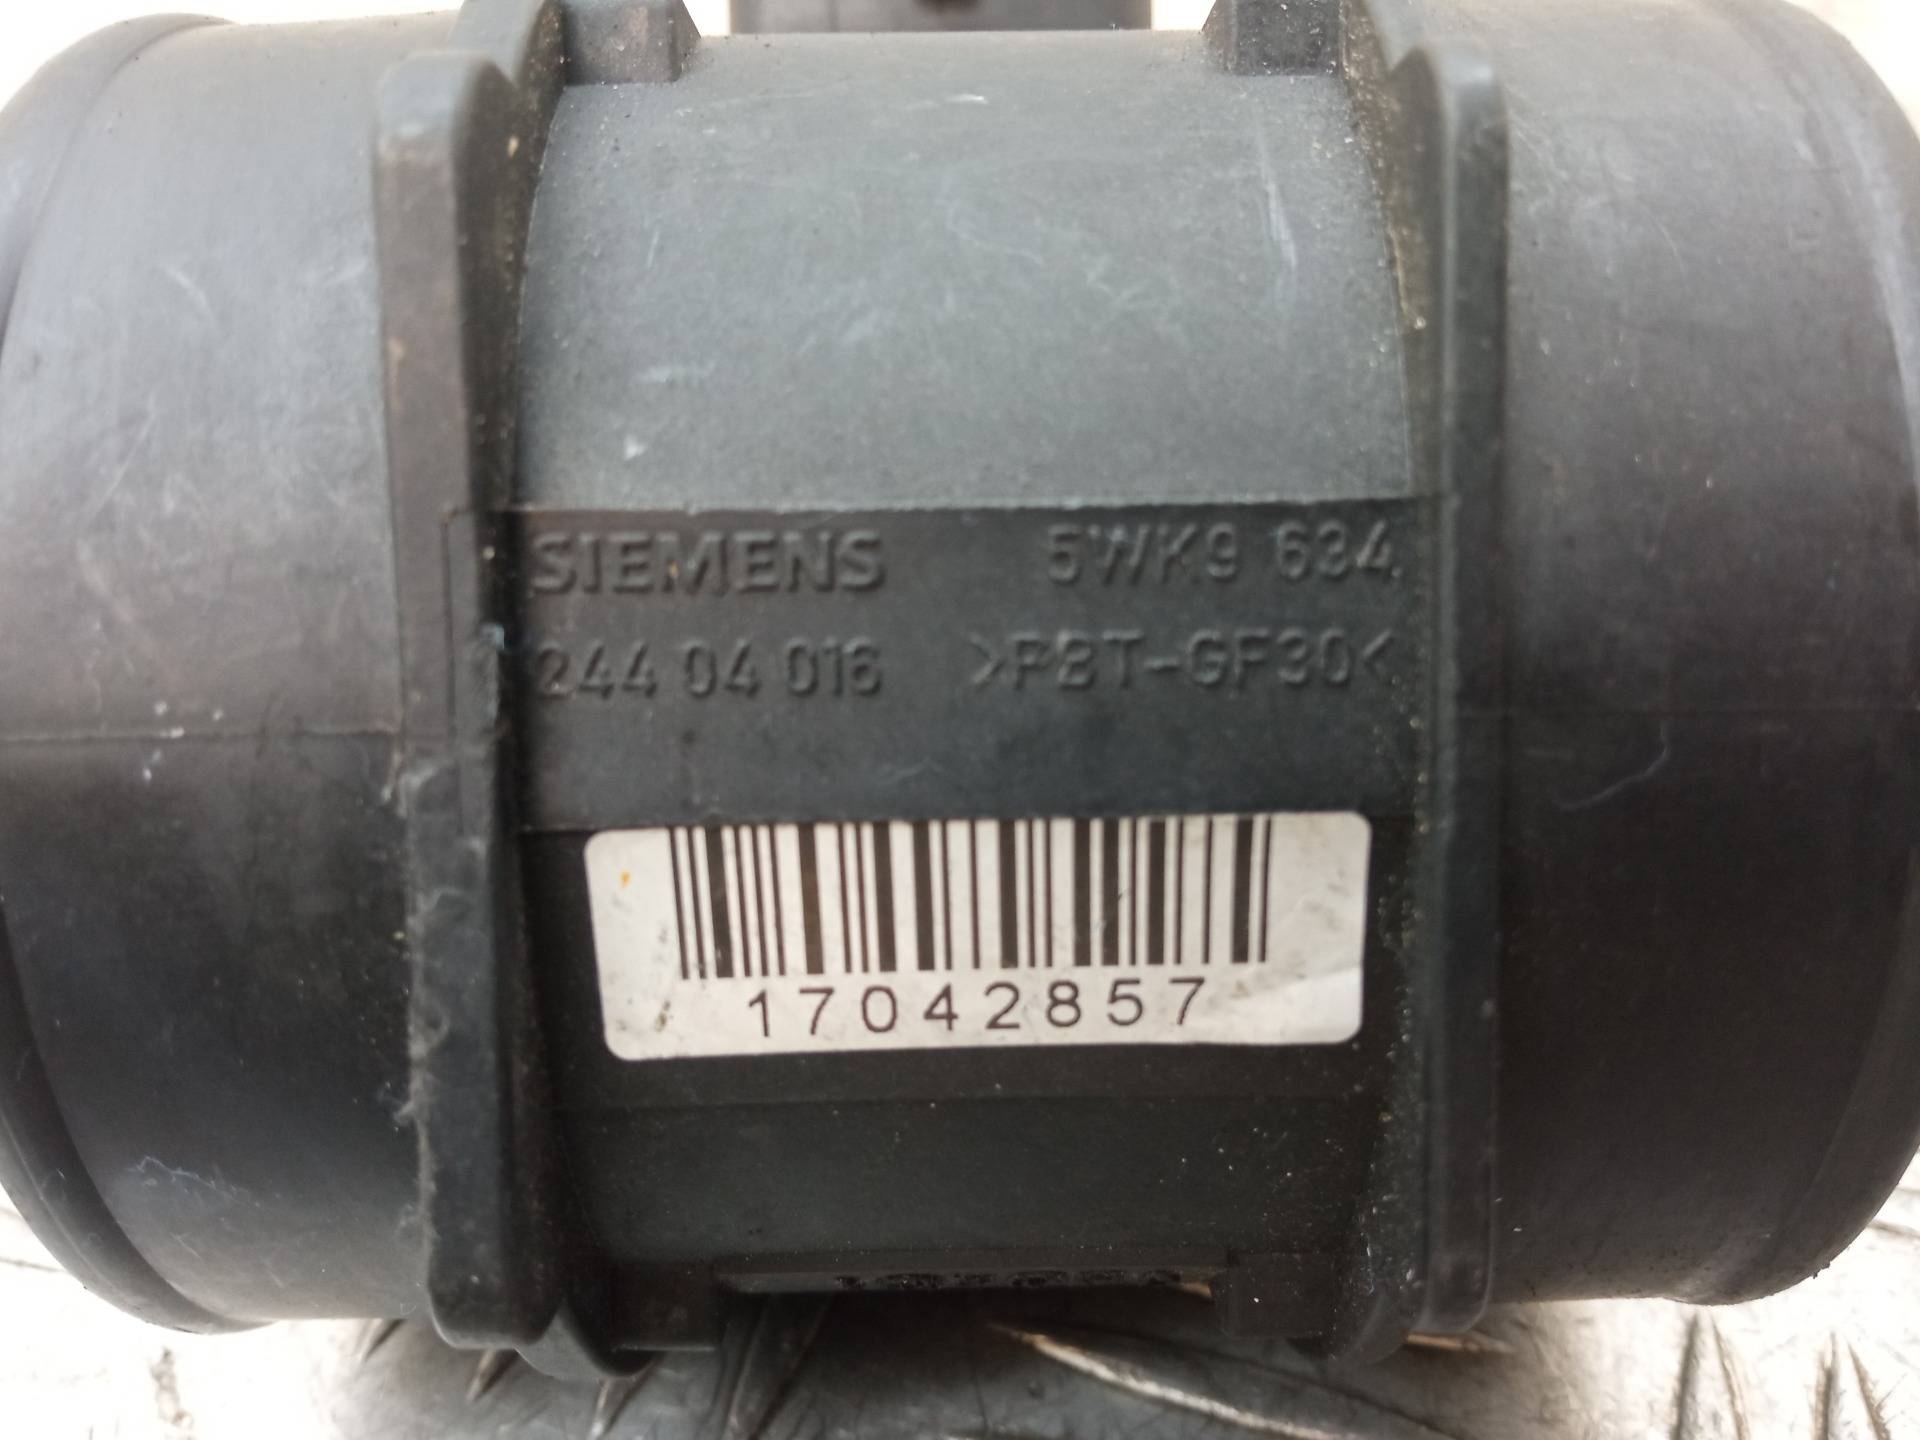 SIEMENS 5WK9 634
244 04 016 >PBT-GF30<
17042857